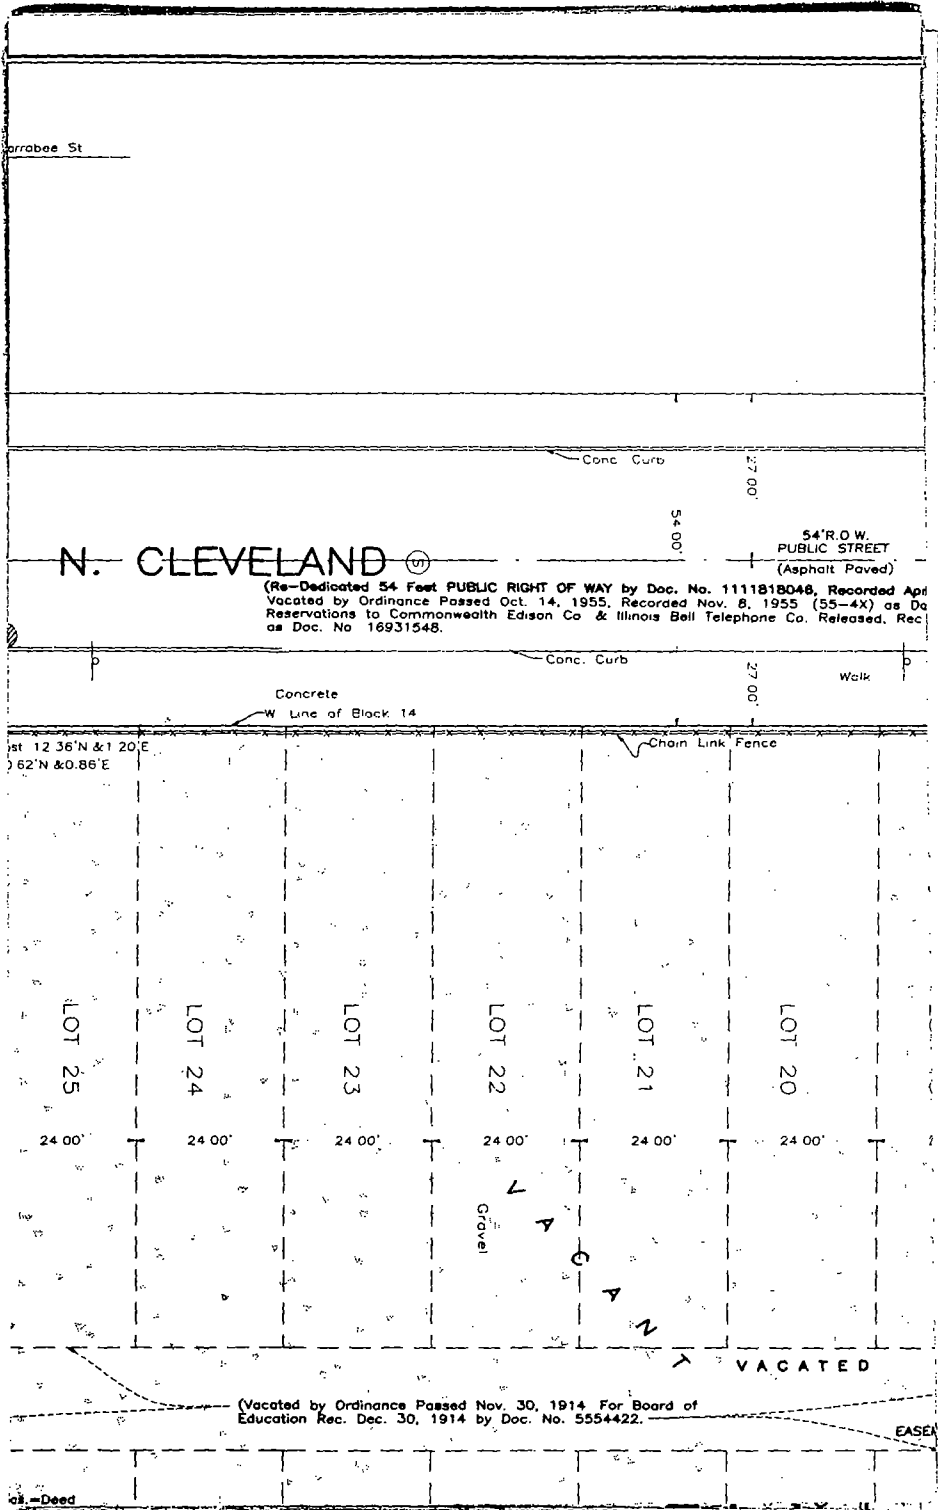 arrabee St
Conc Curb
27 00'
54 00'
54'R.O W.
PUBLIC STREET
(Asphalt Paved)
N. CLEVELAND S
(Re-Dedicated 54 Feet PUBLIC RIGHT OF WAY by Doc. No. 1111818048, Recorded Apri
Vacated by Ordinance Passed Oct. 14, 1955, Recorded Nov. 8, 1955 (55-4X) as Do
Reservations to Commonwealth Edison Co & Illinois Bell Telephone Co. Released, Rec
as Doc. No 16931548.
Conc. Curb
27 00'
Walk
Concrete
W Line of Block 14
Chain Link Fence
st 12 36'N &1 20'E
62'N &0.86'E
LOT 25
LOT 24
LOT 23
LOT 22
LOT 21
LOT 20
24 00'
24 00'
24 00'
24 00'
24 00'
24 00'
VACANT
Gravel
VACATED
(Vacated by Ordinance Passed Nov. 30, 1914 For Board of
Education Rec. Dec. 30, 1914 by Doc. No. 5554422.
EASE
=Deed